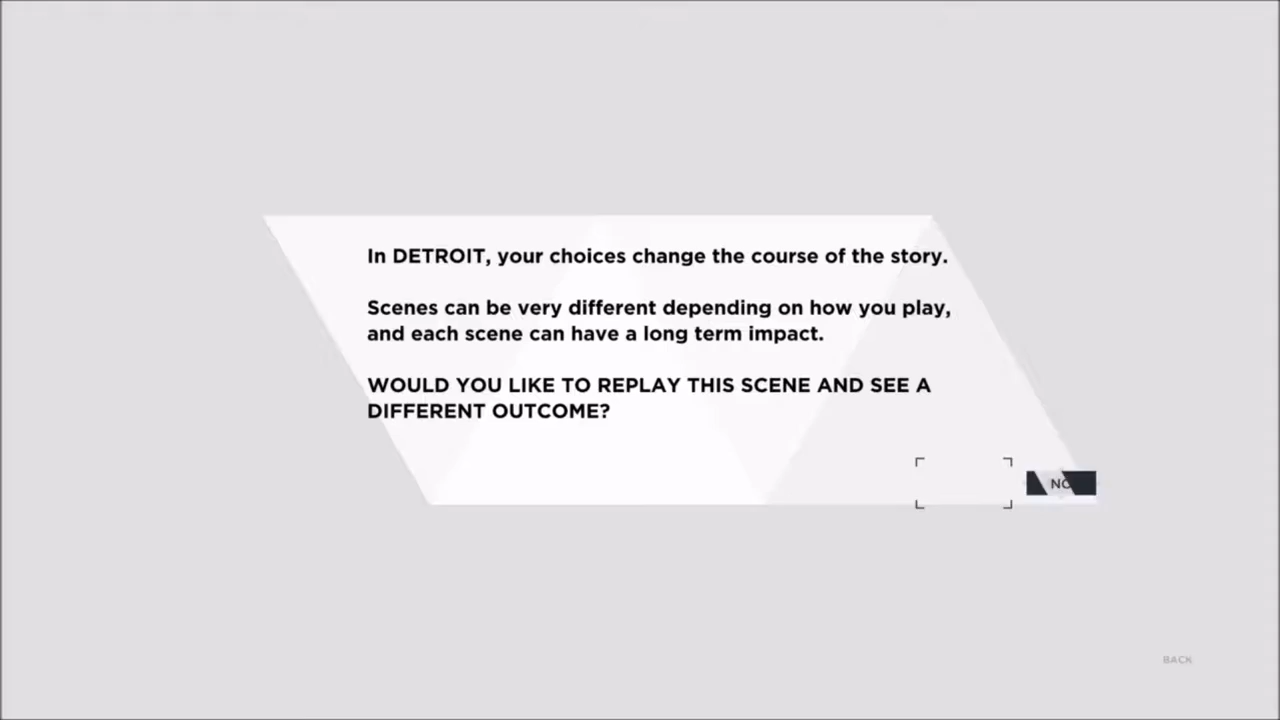 In DETROIT, your choices change the course of the story.
Scenes can be very different depending on how you play,
and each scene can have a long term impact.
WOULD YOU LIKE TO REPLAY THIS SCENE AND SEE A
DIFFERENT OUTCOME?
NO
BACK